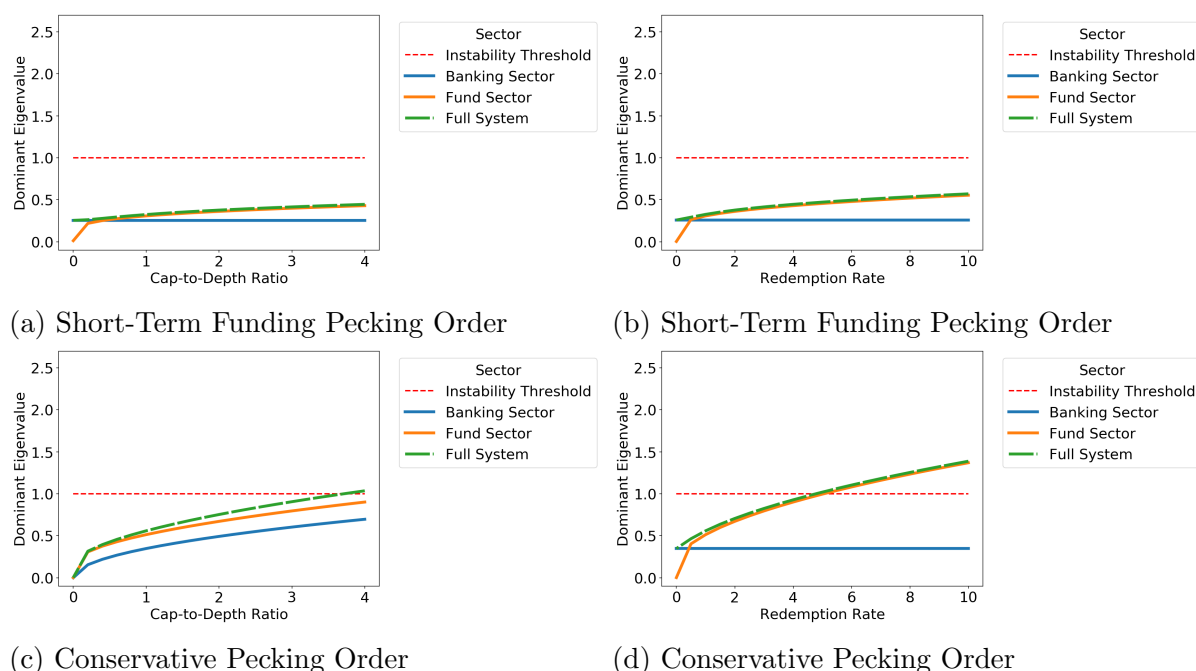 2.5
2.0
1.5
1.0
0.5
0.0
Dominant Eigenvalue
0 1 2 3 4
Cap-to-Depth Ratio
Sector
Instability Threshold
Banking Sector
Fund Sector
Full System
2.5
2.0
1.5
1.0
0.5
0.0
Dominant Eigenvalue
0 2 4 6 8 10
Redemption Rate
Sector
Instability Threshold
Banking Sector
Fund Sector
Full System
(a) Short-Term Funding Pecking Order
(b) Short-Term Funding Pecking Order
2.5
2.0
1.5
1.0
0.5
0.0
Dominant Eigenvalue
0 1 2 3 4
Cap-to-Depth Ratio
Sector
Instability Threshold
Banking Sector
Fund Sector
Full System
2.5
2.0
1.5
1.0
0.5
0.0
Dominant Eigenvalue
0 2 4 6 8 10
Redemption Rate
Sector
Instability Threshold
Banking Sector
Fund Sector
Full System
(c) Conservative Pecking Order
(d) Conservative Pecking Order